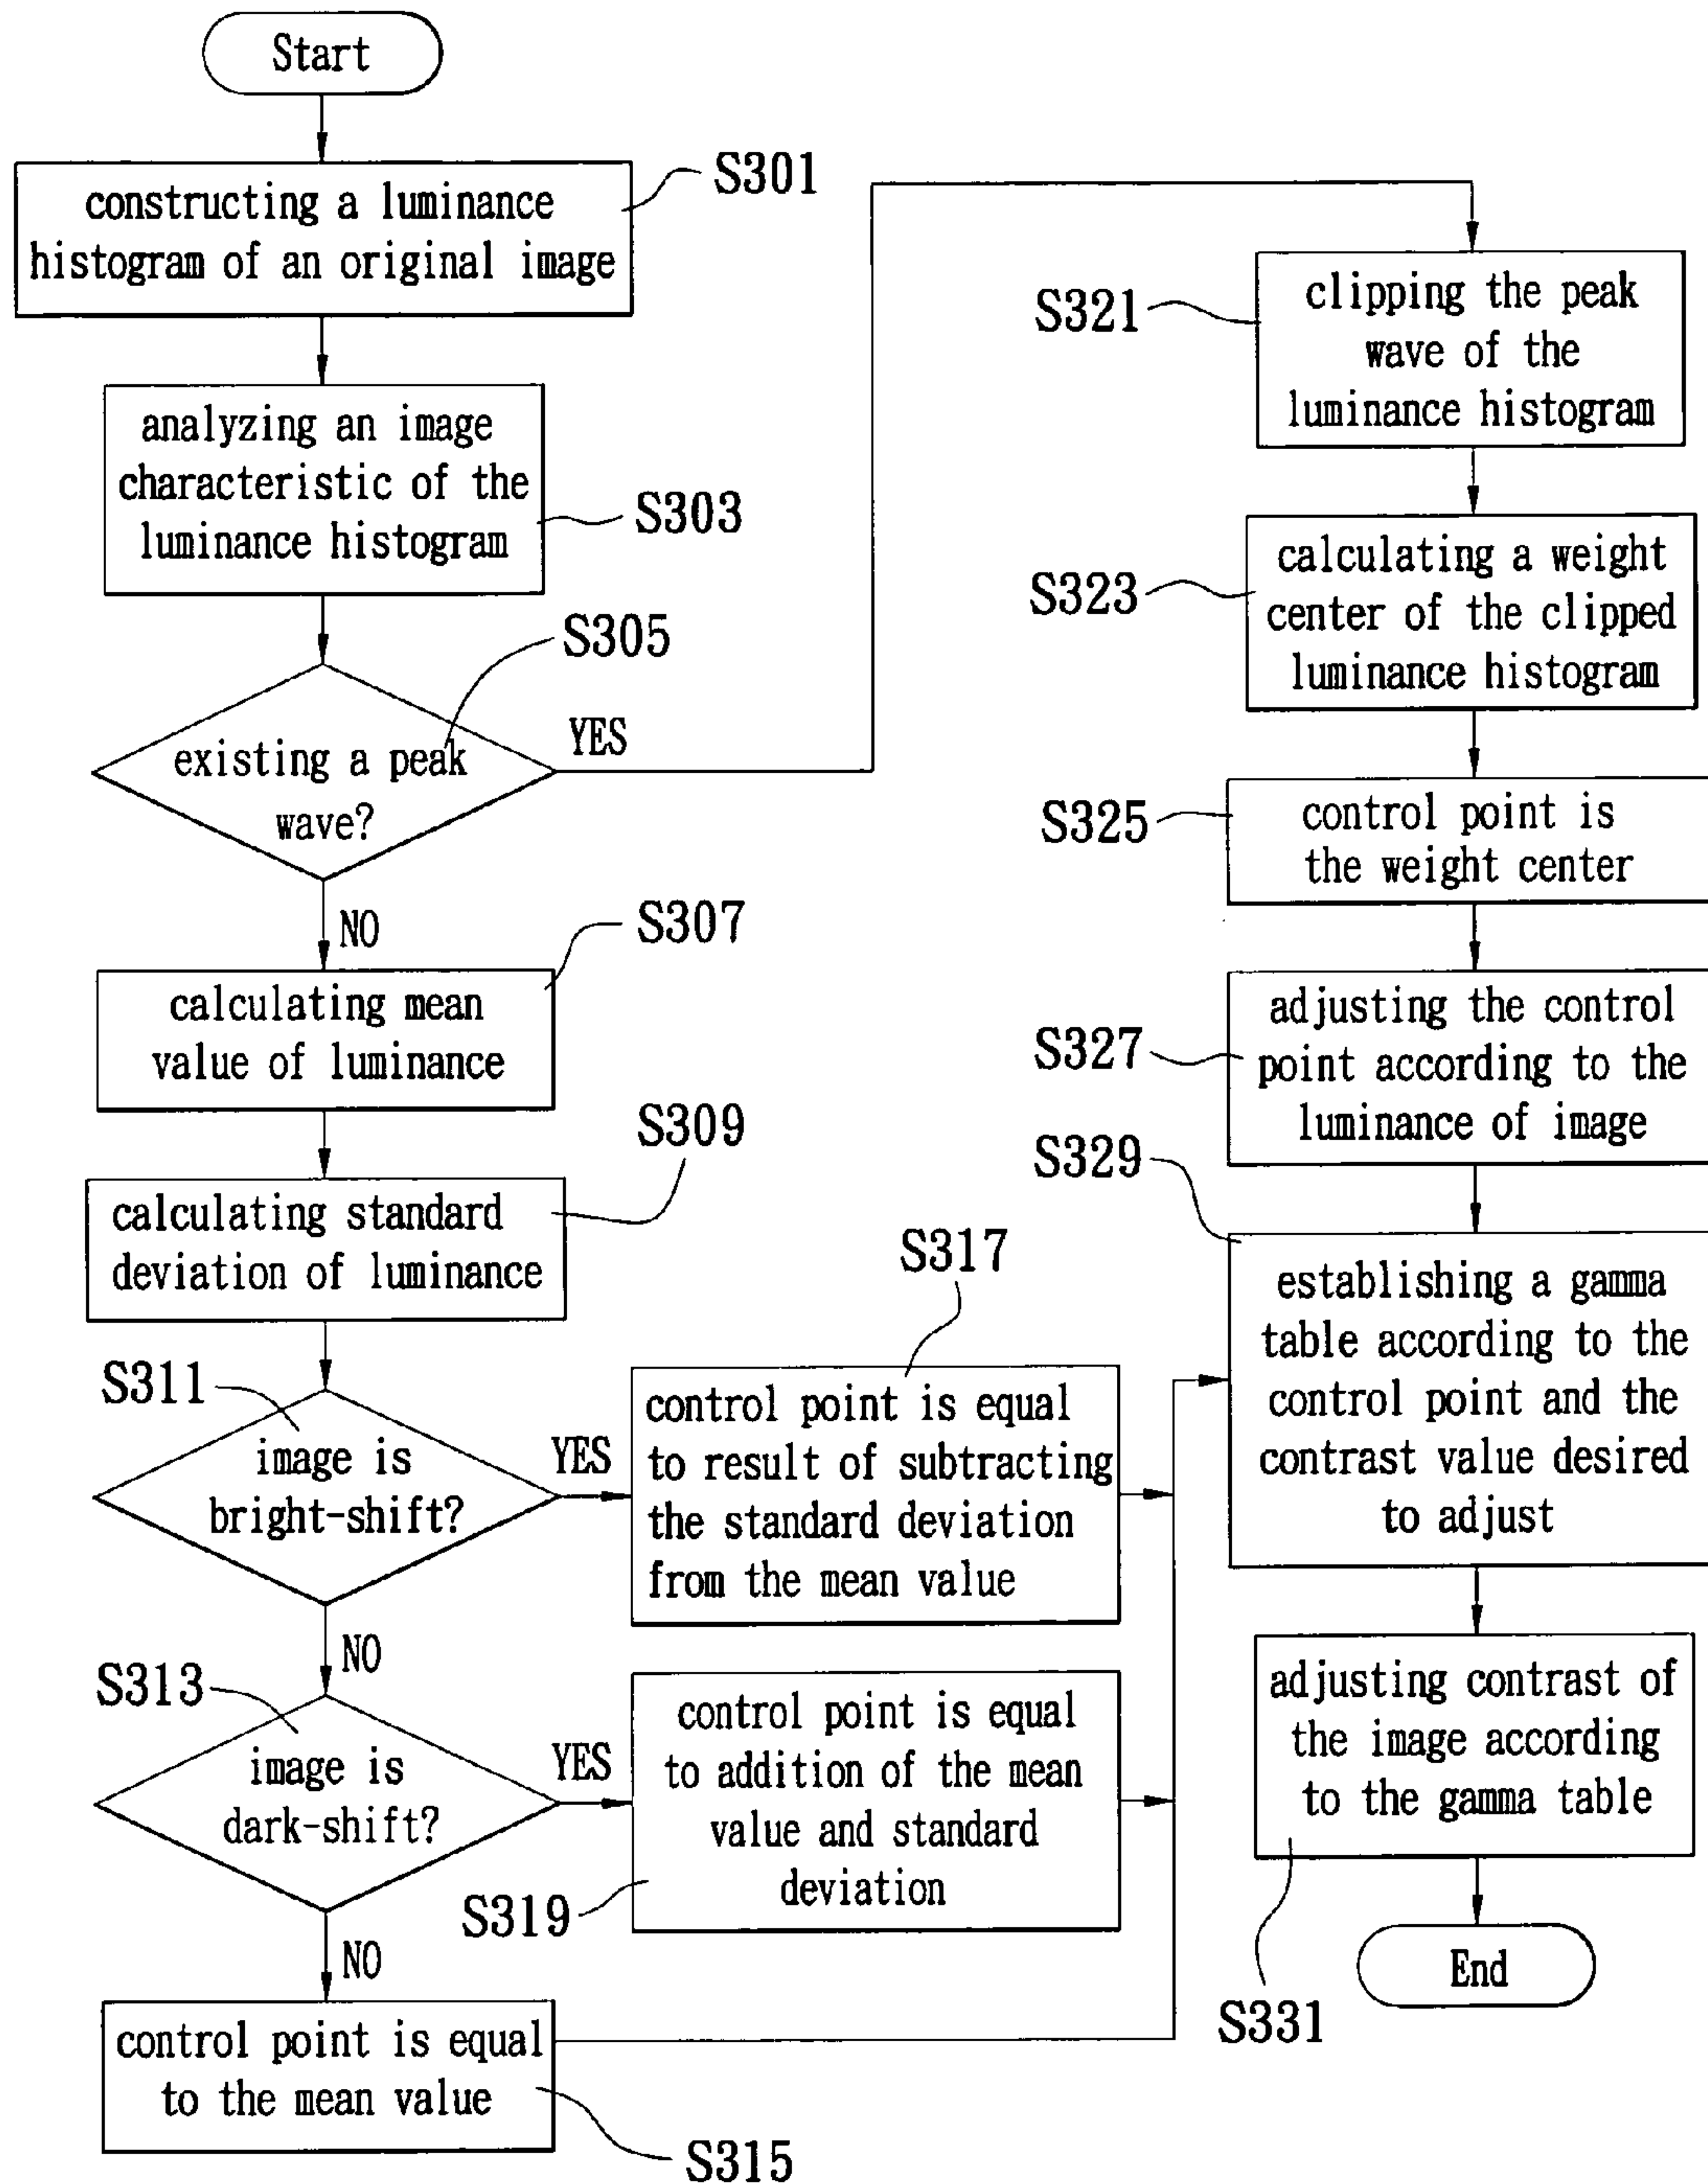 Start
S301
constructing a luminance
histogram of an original image
analyzing an image
characteristic of the
luminance histogram
S303
S305
existing a peak
wave?
YES
NO
S307
calculating mean
value of luminance
S309
calculating standard
deviation of luminance
S311
image is
bright-shift?
YES
NO
S317
control point is equal
to result of subtracting
the standard deviation
from the mean value
S313
image is
dark-shift?
YES
NO
control point is equal
to addition of the mean
value and standard
deviation
S319
control point is equal
to the mean value
S315
S321
clipping the peak
wave of the
luminance histogram
S323
calculating a weight
center of the clipped
luminance histogram
S325
control point is
the weight center
S327
adjusting the control
point according to the
luminance of image
S329
establishing a gamma
table according to the
control point and the
contrast value desired
to adjust
adjusting contrast of
the image according
to the gamma table
S331
End